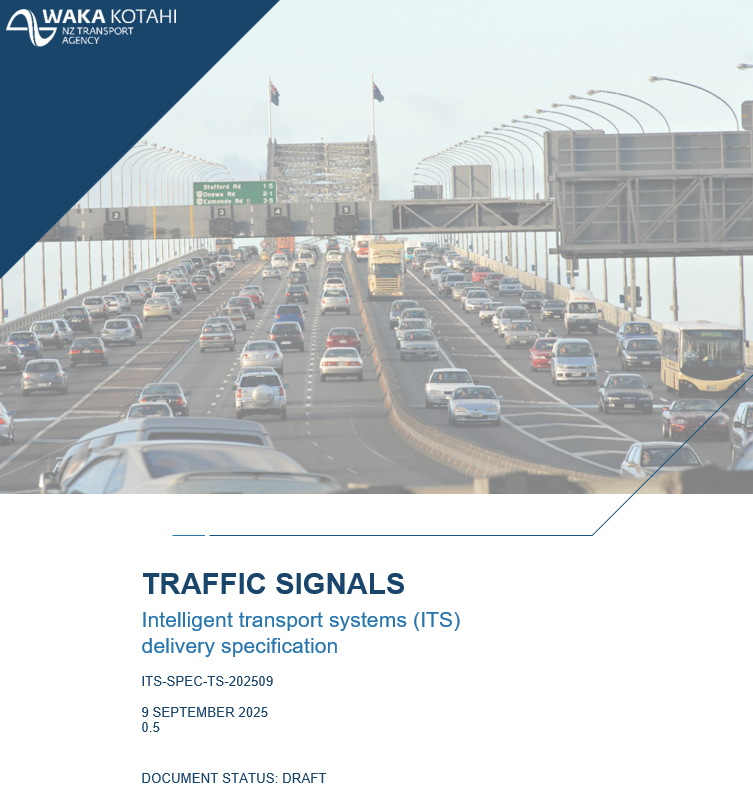 WAKA KOTAHI
NZ TRANSPORT
AGENCY
Stafford Rd 1·5
Onewa Rd 2·1
Esmonde Rd 3·5
2
3
4
5
TRAFFIC SIGNALS
Intelligent transport systems (ITS)
delivery specification
ITS-SPEC-TS-202509
9 SEPTEMBER 2025
0.5
DOCUMENT STATUS: DRAFT